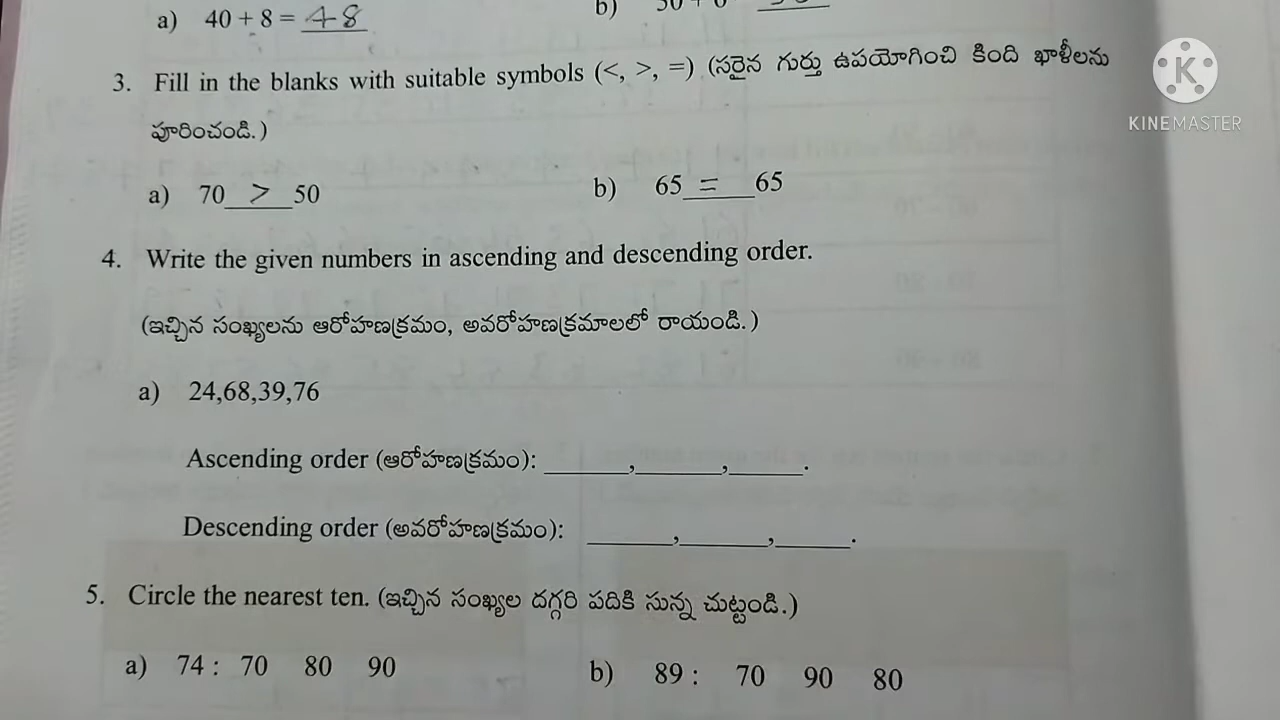 a) 40 + 8 = 48 b)
3. Fill in the blanks with suitable symbols (<, >, =) (సరైన గుర్తు ఉపయోగించి కింది ఖాళీలను
పూరించండి.)
a) 70 > 50 b) 65 = 65
4. Write the given numbers in ascending and descending order.
(ఇచ్చిన సంఖ్యలను ఆరోహణక్రమం, అవరోహణక్రమాలలో రాయండి.)
a) 24,68,39,76
Ascending order (ఆరోహణక్రమం): ______,______,_____.
Descending order (అవరోహణక్రమం): ______,______,_____.
5. Circle the nearest ten. (ఇచ్చిన సంఖ్యల దగ్గరి పదికి సున్న చుట్టండి.)
a) 74 : 70 80 90 b) 89 : 70 90 80
K
KINEMASTER